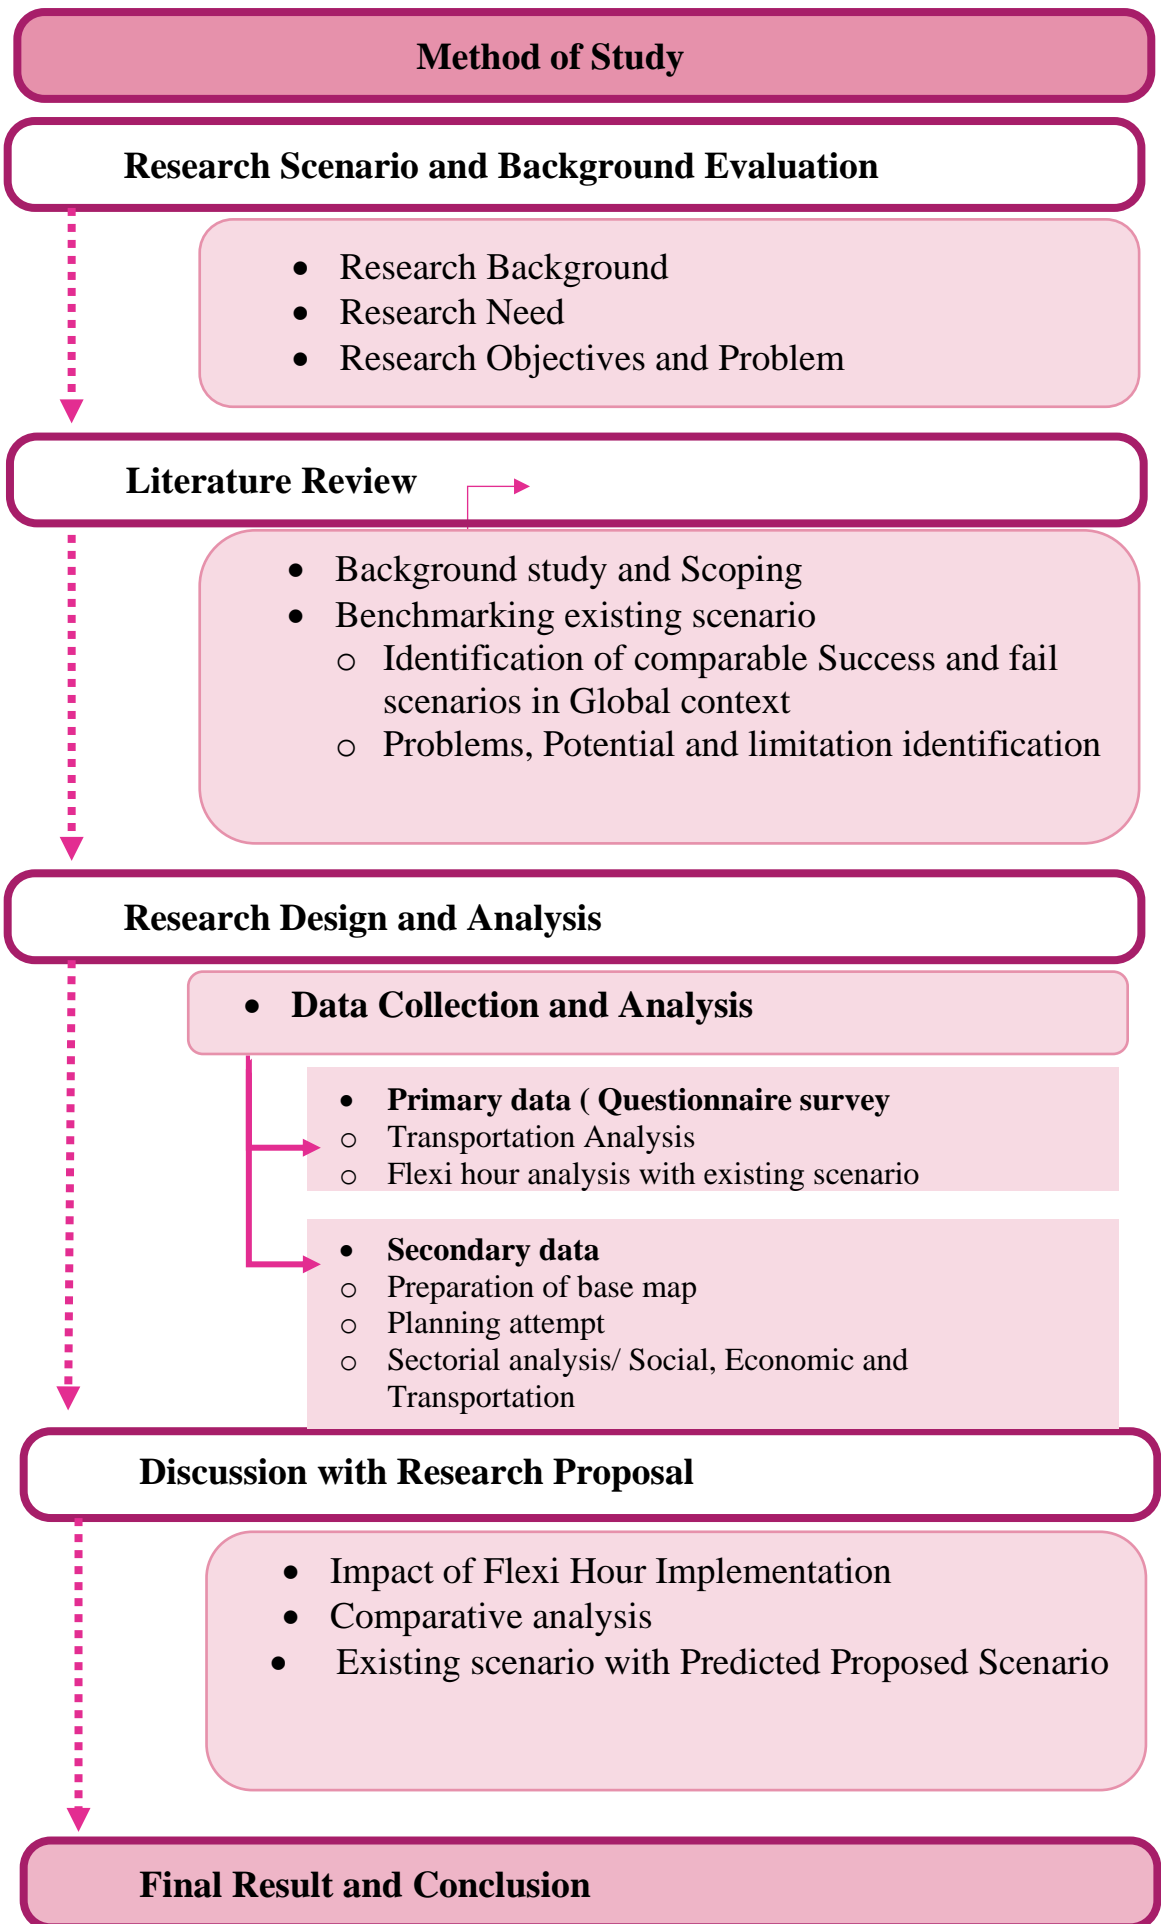 Method of Study
Research Scenario and Background Evaluation
• Research Background
• Research Need
• Research Objectives and Problem
Literature Review
• Background study and Scoping
• Benchmarking existing scenario
o Identification of comparable Success and fail
scenarios in Global context
o Problems, Potential and limitation identification
Research Design and Analysis
• Data Collection and Analysis
• Primary data ( Questionnaire survey
o Transportation Analysis
o Flexi hour analysis with existing scenario
• Secondary data
o Preparation of base map
o Planning attempt
o Sectorial analysis/ Social, Economic and
Transportation
Discussion with Research Proposal
• Impact of Flexi Hour Implementation
• Comparative analysis
• Existing scenario with Predicted Proposed Scenario
Final Result and Conclusion